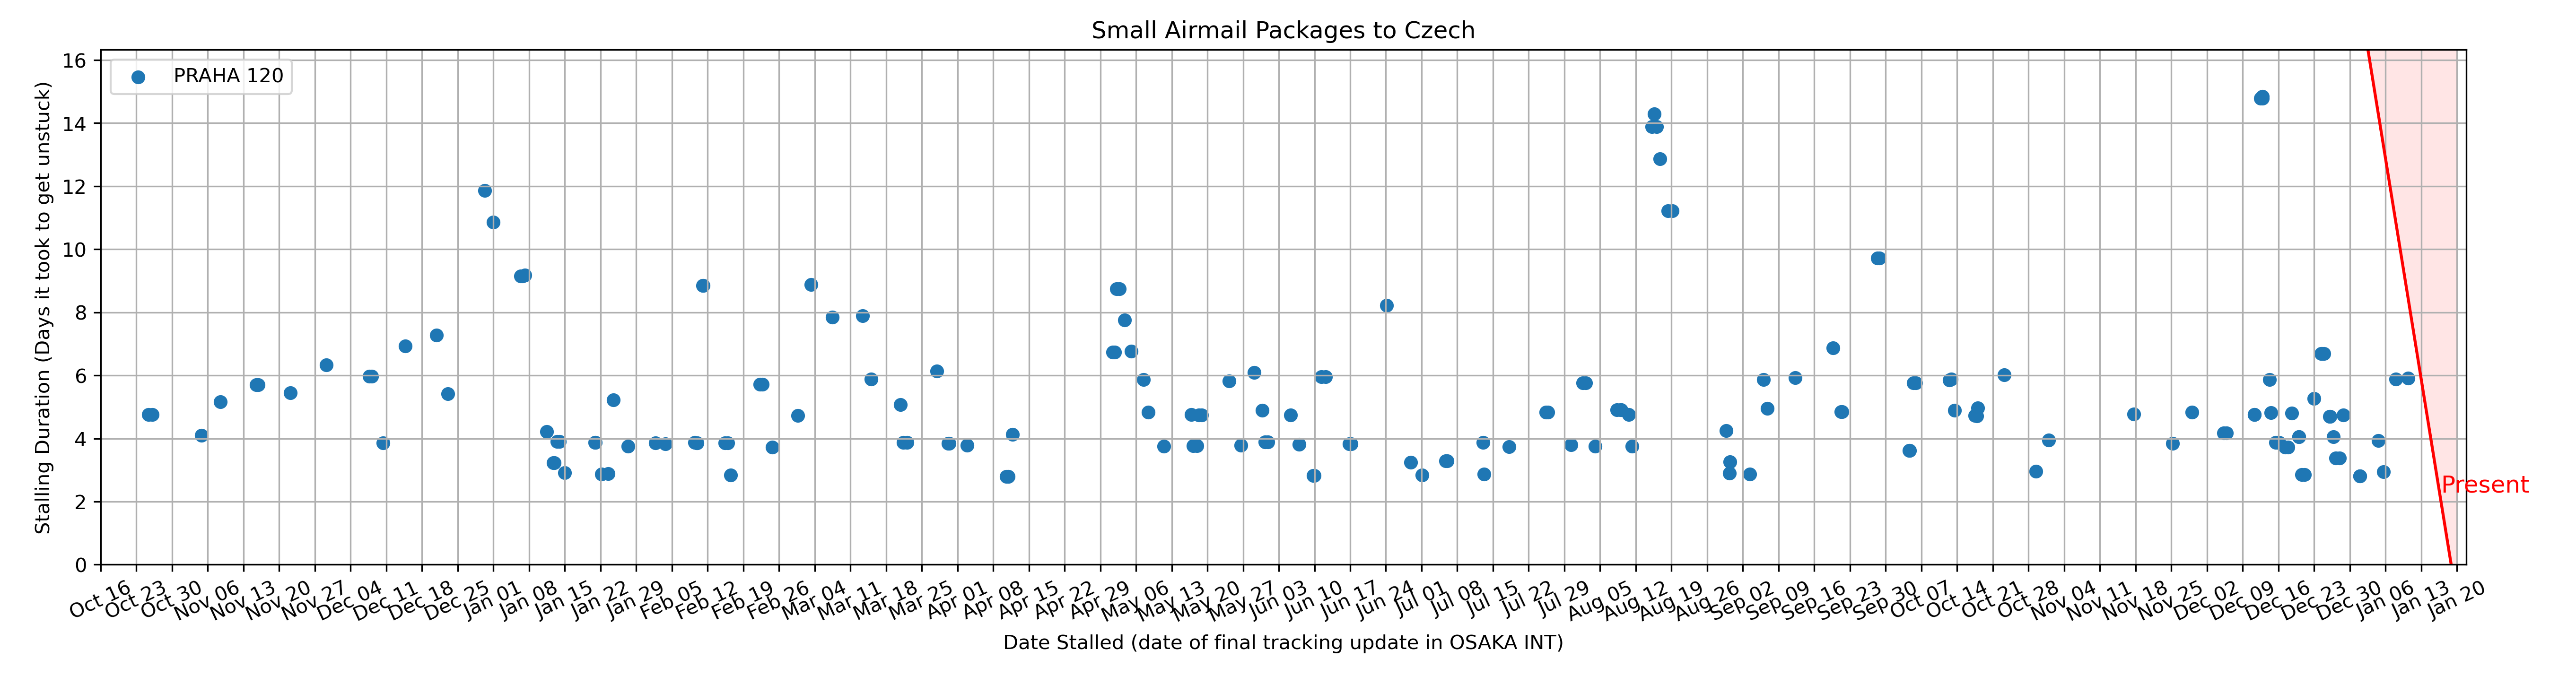 Small Airmail Packages to Czech
PRAHA 120
Stalling Duration (Days it took to get unstuck)
16
14
12
10
8
6
4
2
0
Present
Oct 16
Oct 23
Oct 30
Nov 06
Nov 13
Nov 20
Nov 27
Dec 04
Dec 11
Dec 18
Dec 25
Jan 01
Jan 08
Jan 15
Jan 22
Jan 29
Feb 05
Feb 12
Feb 19
Feb 26
Mar 04
Mar 11
Mar 18
Mar 25
Apr 01
Apr 08
Apr 15
Apr 22
Apr 29
May 06
May 13
May 20
May 27
Jun 03
Jun 10
Jun 17
Jun 24
Jul 01
Jul 08
Jul 15
Jul 22
Jul 29
Aug 05
Aug 12
Aug 19
Aug 26
Sep 02
Sep 09
Sep 16
Sep 23
Sep 30
Oct 07
Oct 14
Oct 21
Oct 28
Nov 04
Nov 11
Nov 18
Nov 25
Dec 02
Dec 09
Dec 16
Dec 23
Dec 30
Jan 06
Jan 13
Jan 20
Date Stalled (date of final tracking update in OSAKA INT)